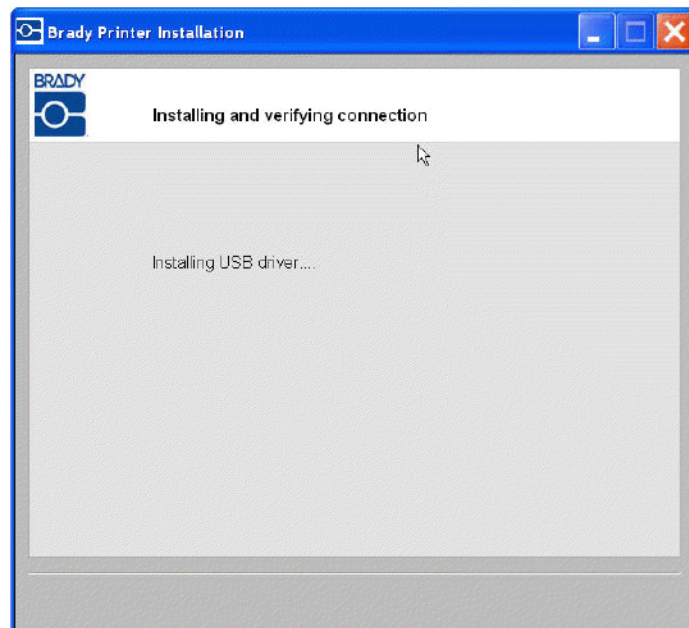 Brady Printer Installation
BRADY
Installing and verifying connection
Installing USB driver....